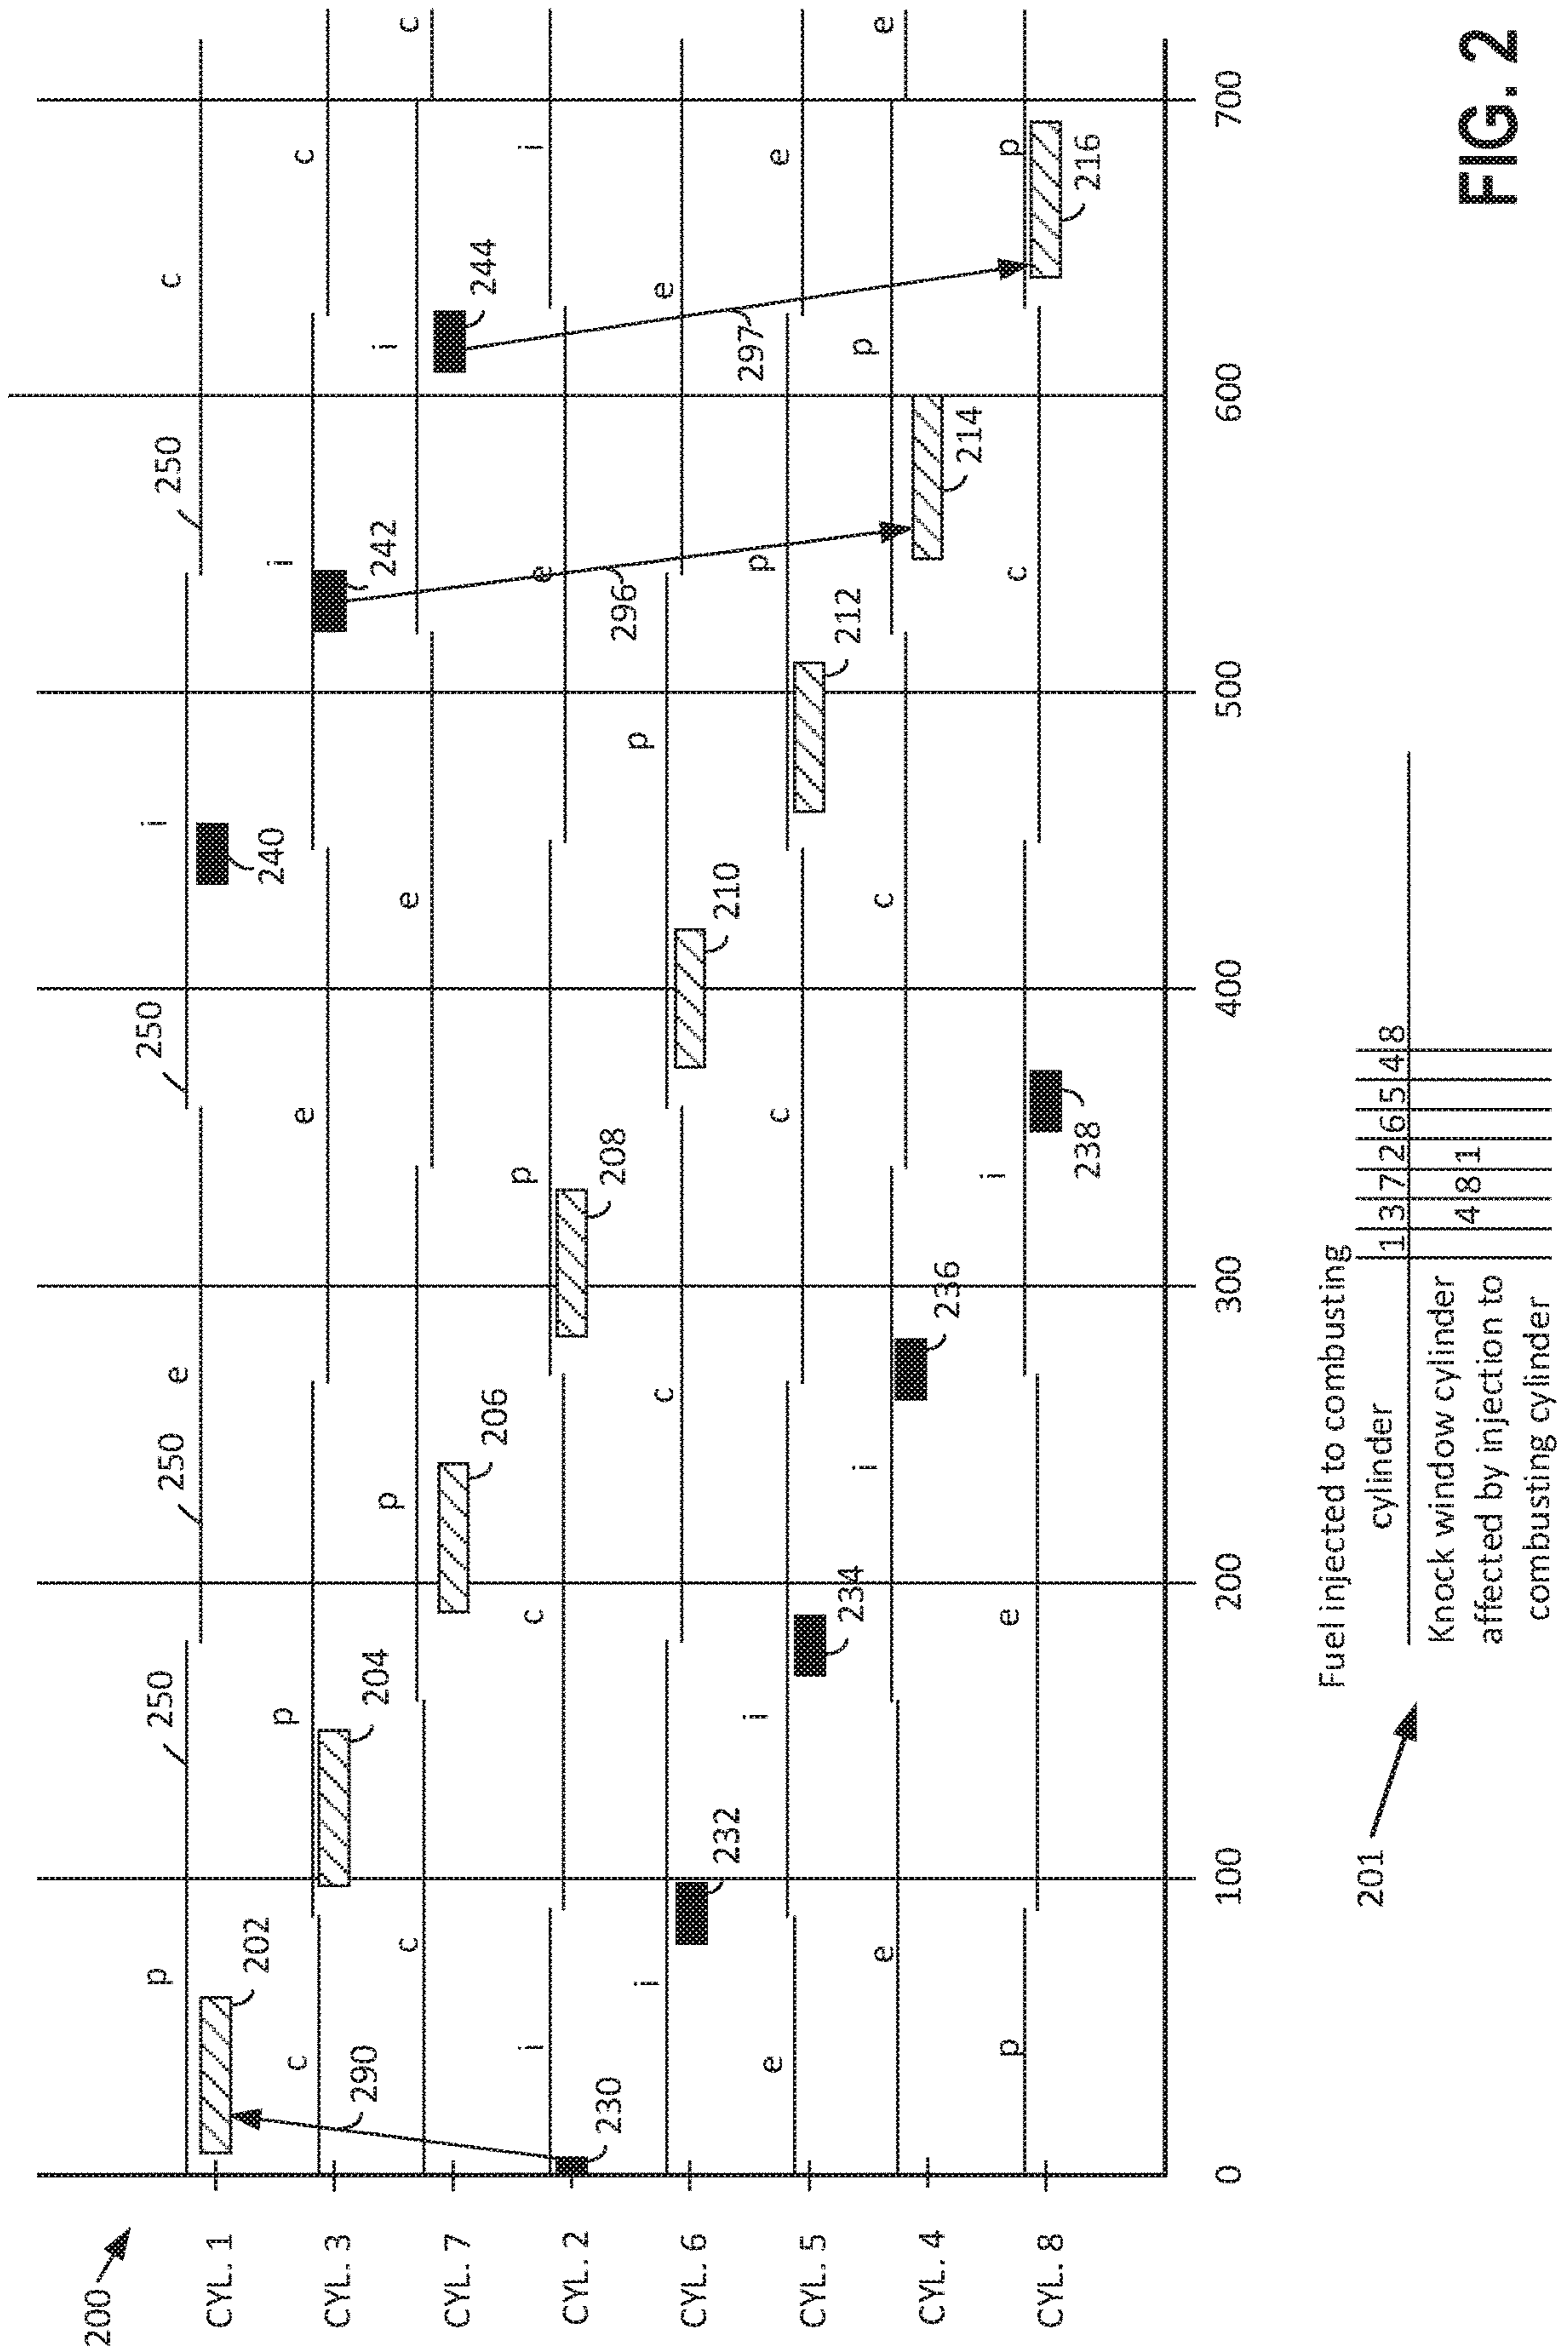 200
CYL. 1
p
202
250
250
e
250
i
240
250
c
CYL. 3
c
290
p
204
e
i
242
c
CYL. 7
c
p
206
e
i
244
c
CYL. 2
i
230
c
p
208
e
i
CYL. 6
i
232
c
210
p
296
e
CYL. 5
e
i
234
c
212
p
297
e
CYL. 4
e
i
236
c
214
p
e
CYL. 8
p
e
i
238
c
p
216
0 100 200 300 400 500 600 700
201
Fuel injected to combusting
cylinder 1 3 7 2 6 5 4 8
Knock window cylinder 4 8 1
affected by injection to
combusting cylinder
FIG. 2